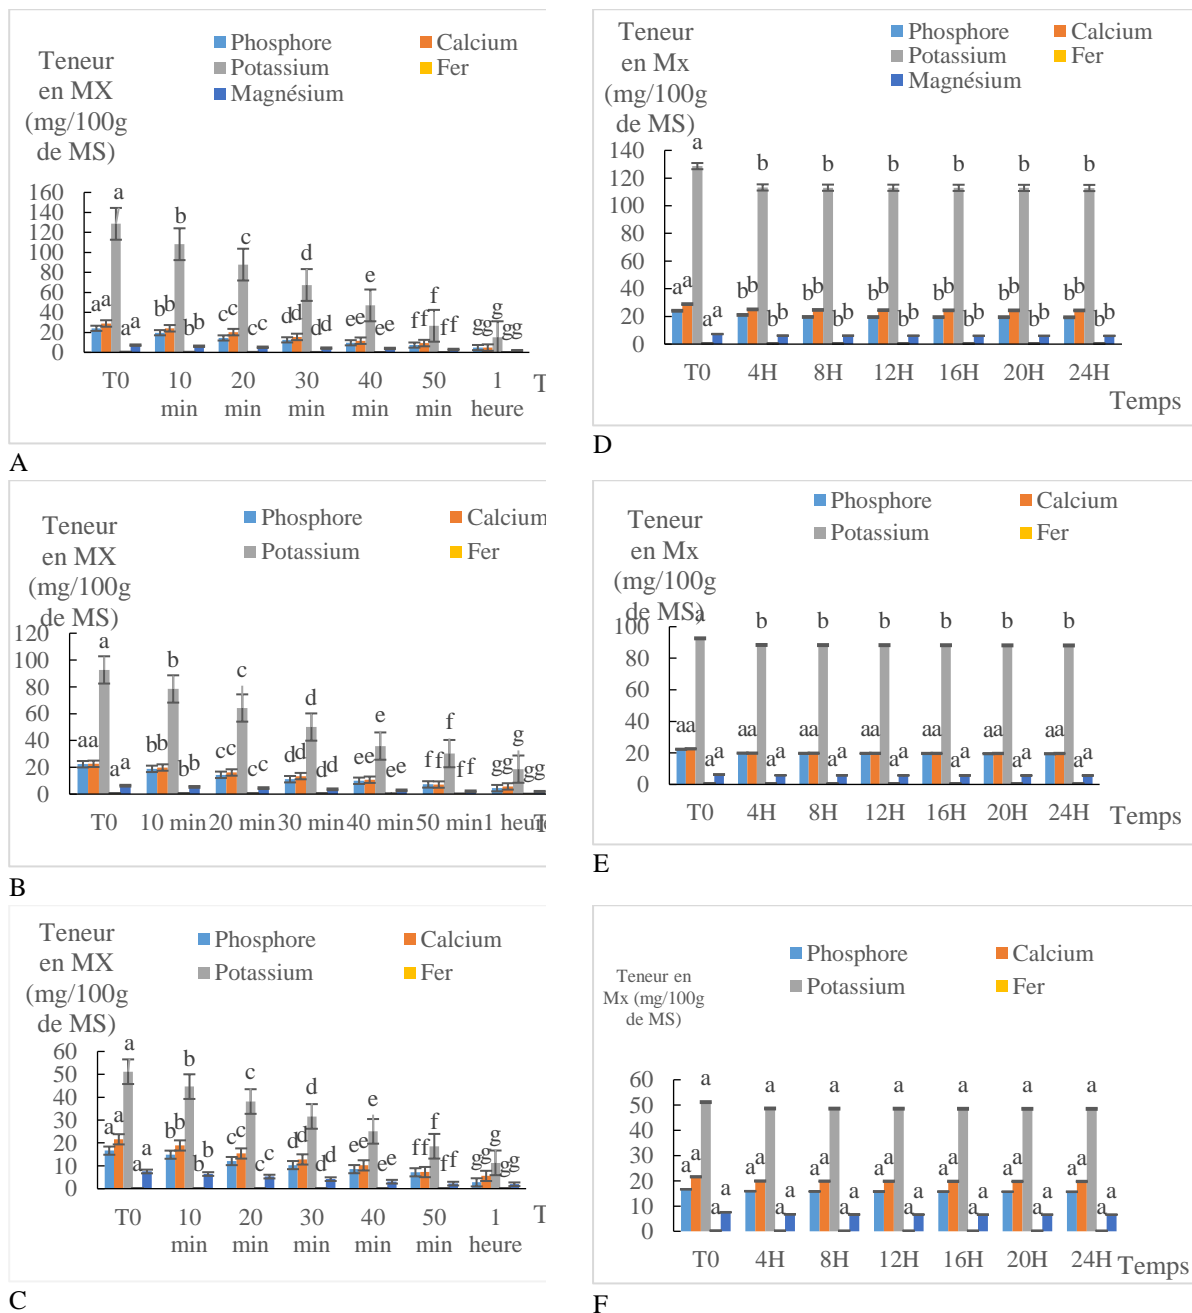 Teneur
en MX
(mg/100g
de MS)
Phosphore
Calcium
Potassium
Fer
Magnésium
160
140
120
100
80
60
40
20
0
a a a a a
b b b b b
c c c c c
d d d d d
e e e e e
f f f f f
g g g g g
T0 10 min 20 min 30 min 40 min 50 min 1 heure T
A
Teneur
en Mx
(mg/100g
de MS)
Phosphore
Calcium
Potassium
Fer
Magnésium
140
120
100
80
60
40
20
0
a a a a a
b b b b b
b b b b b
b b b b b
b b b b b
b b b b b
b b b b b
T0 4H 8H 12H 16H 20H 24H
Temps
D
Teneur
en MX
(mg/100g
de MS)
Phosphore
Calcium
Potassium
Fer
120
100
80
60
40
20
0
a a a a a
b b b b b
c c c c c
d d d d d
e e e e e
f f f f f
g g g g g
T0 10 min 20 min 30 min 40 min 50 min 1 heure
B
Teneur
en Mx
(mg/100g
de MS)
Phosphore
Calcium
Potassium
Fer
100
80
60
40
20
0
a a a a a
a a b a a
a a b a a
a a b a a
a a b a a
a a b a a
a a b a a
T0 4H 8H 12H 16H 20H 24H
Temps
E
Teneur
en MX
(mg/100g
de MS)
Phosphore
Calcium
Potassium
Fer
60
50
40
30
20
10
0
a a a a a
b b b b b
c c c c c
d d d d d
e e e e e
f f f f f
g g g g g
T0 10 min 20 min 30 min 40 min 50 min 1 heure T
C
Teneur en
Mx (mg/100g
de MS)
Phosphore
Calcium
Potassium
Fer
60
50
40
30
20
10
0
a a a a a
a a a a a
a a a a a
a a a a a
a a a a a
a a a a a
a a a a a
T0 4H 8H 12H 16H 20H 24H
Temps
F